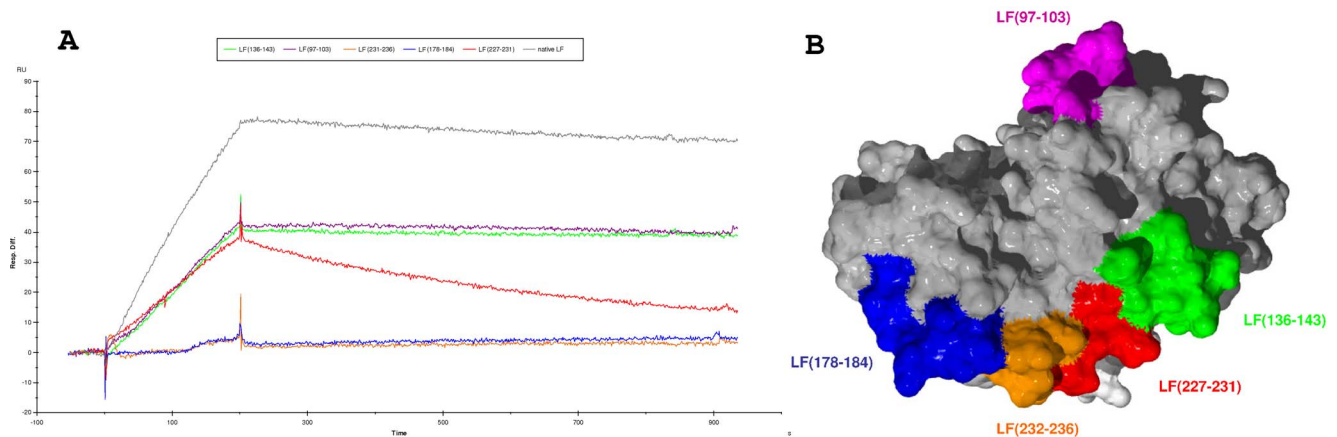 A
LF(136-143) LF(97-103) LF(231-236) LF(178-184) LF(227-231) native LF
RU
90
80
70
60
50
40
30
20
10
0
-10
-20
Resp. Diff.
-100 0 100 200 300 400 500 600 700 800 900
Time
s
B
LF(97-103)
LF(136-143)
LF(178-184)
LF(227-231)
LF(232-236)